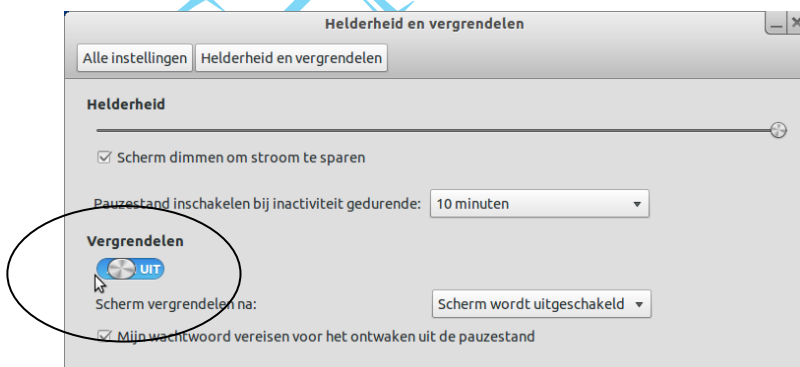 Helderheid en vergrendelen
Alle instellingen Helderheid en vergrendelen
Helderheid
Scherm dimmen om stroom te sparen
Pauzestand inschakelen bij inactiviteit gedurende: 10 minuten
Vergrendelen
UIT
Scherm vergrendelen na: Scherm wordt uitgeschakeld
Mijn wachtwoord vereisen voor het ontwaken uit de pauzestand